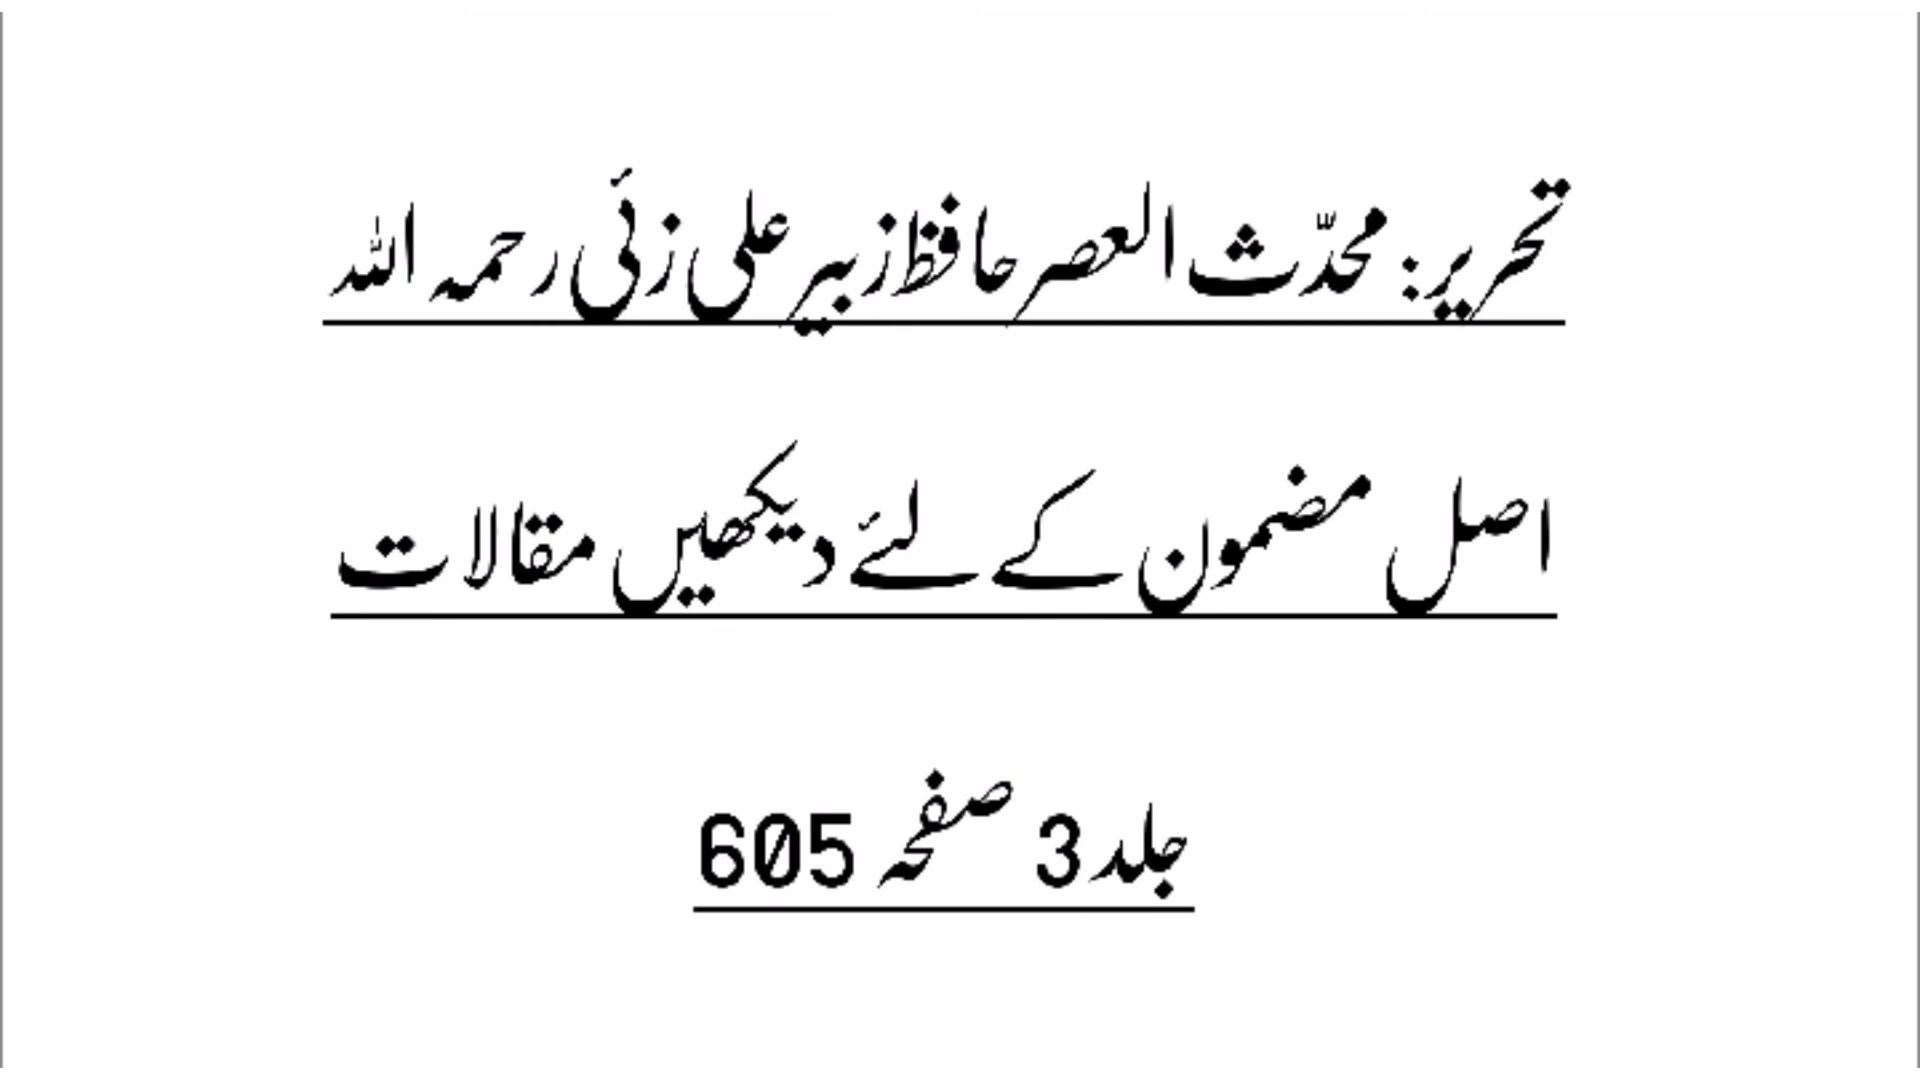 تحریر: محدّث العصر حافظ زبیر علی زئی رحمہ اللہ
اصل مضمون کے لئے دیکھیں مقالات
جلد 3 صفحہ 605